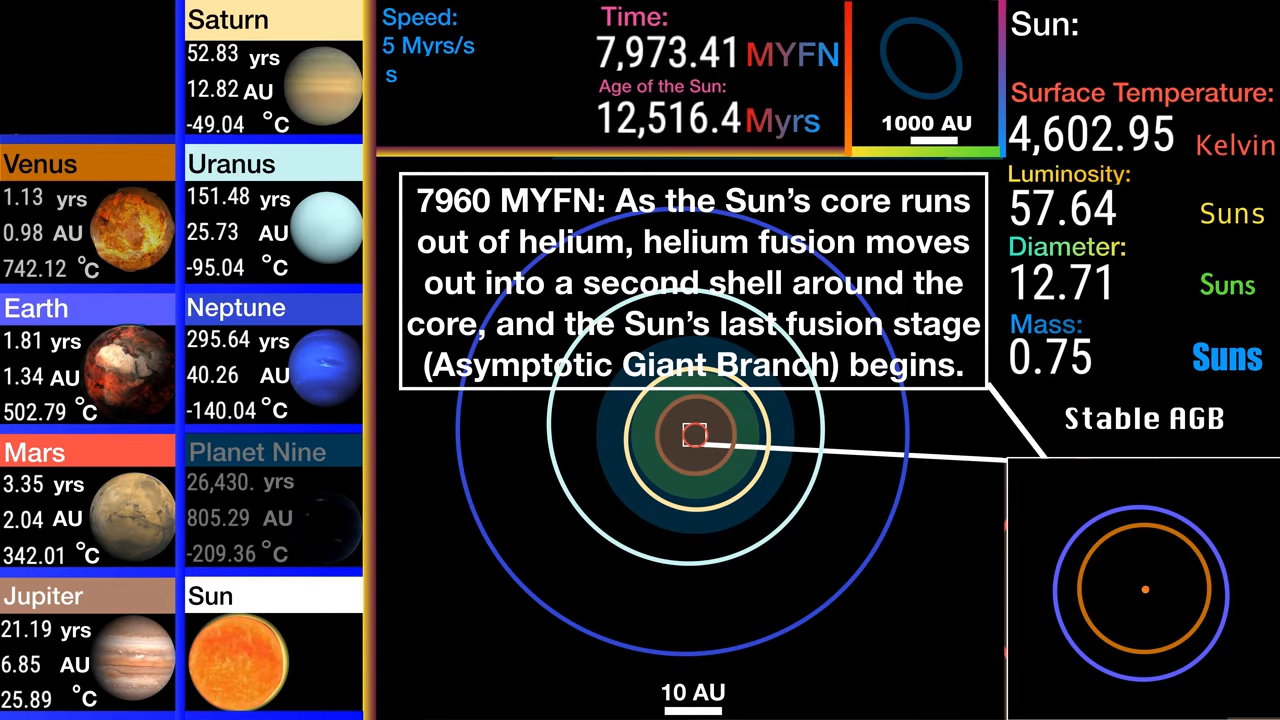 Saturn
52.83 yrs
12.82 AU
-49.04 °C
Venus
1.13 yrs
0.98 AU
742.12 °C
Uranus
151.48 yrs
25.73 AU
-95.04 °C
Earth
1.81 yrs
1.34 AU
502.79 °C
Neptune
295.64 yrs
40.26 AU
-140.04 °C
Mars
3.35 yrs
2.04 AU
342.01 °C
Planet Nine
26,430. yrs
805.29 AU
-209.36 °C
Jupiter
21.19 yrs
6.85 AU
25.89 °C
Sun
Speed:
5 Myrs/s
s
Time:
7,973.41 MYFN
Age of the Sun:
12,516.4 Myrs
1000 AU
7960 MYFN: As the Sun’s core runs
out of helium, helium fusion moves
out into a second shell around the
core, and the Sun’s last fusion stage
(Asymptotic Giant Branch) begins.
10 AU
Sun:
Surface Temperature:
4,602.95 Kelvin
Luminosity:
57.64 Suns
Diameter:
12.71 Suns
Mass:
0.75 Suns
Stable AGB